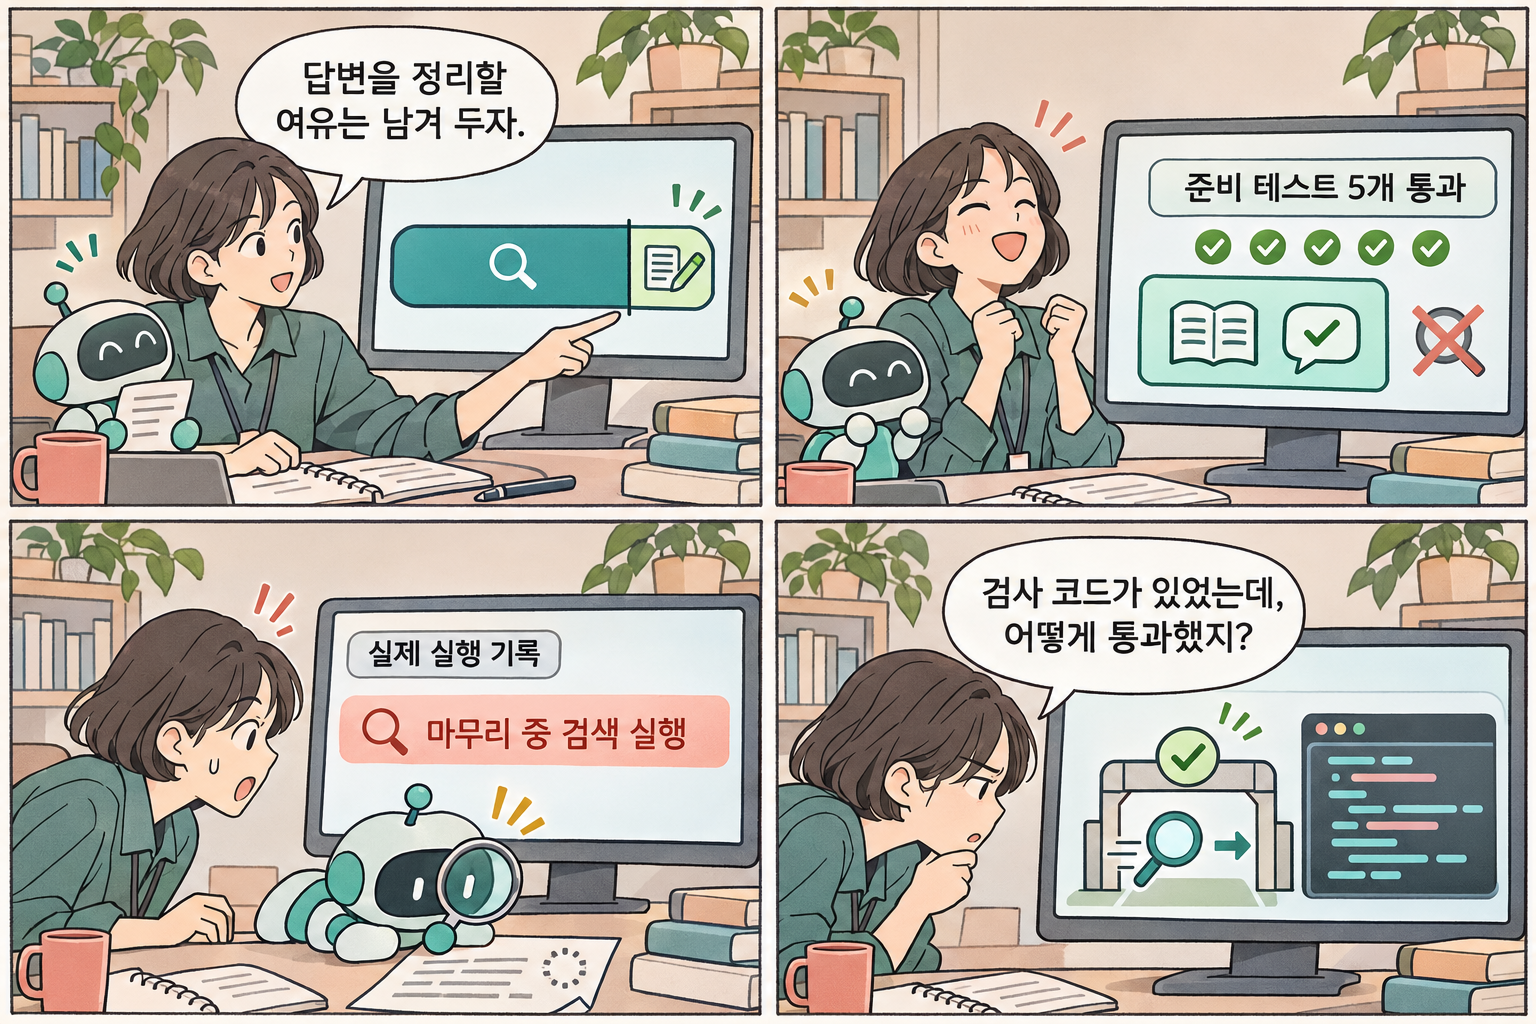 답변을 정리할
여유는 남겨 두자.
준비 테스트 5개 통과
실제 실행 기록
마무리 중 검색 실행
검사 코드가 있었는데,
어떻게 통과했지?